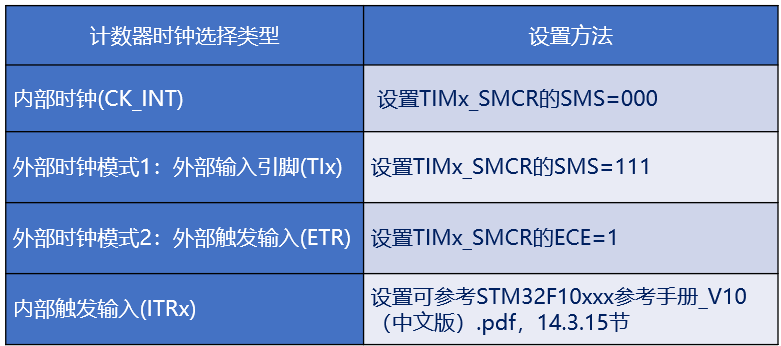 计数器时钟选择类型
设置方法
内部时钟(CK_INT)
设置TIMx_SMCR的SMS=000
外部时钟模式1：外部输入引脚(TIx)
设置TIMx_SMCR的SMS=111
外部时钟模式2：外部触发输入(ETR)
设置TIMx_SMCR的ECE=1
内部触发输入(ITRx)
设置可参考STM32F10xxx参考手册_V10
（中文版）.pdf，14.3.15节